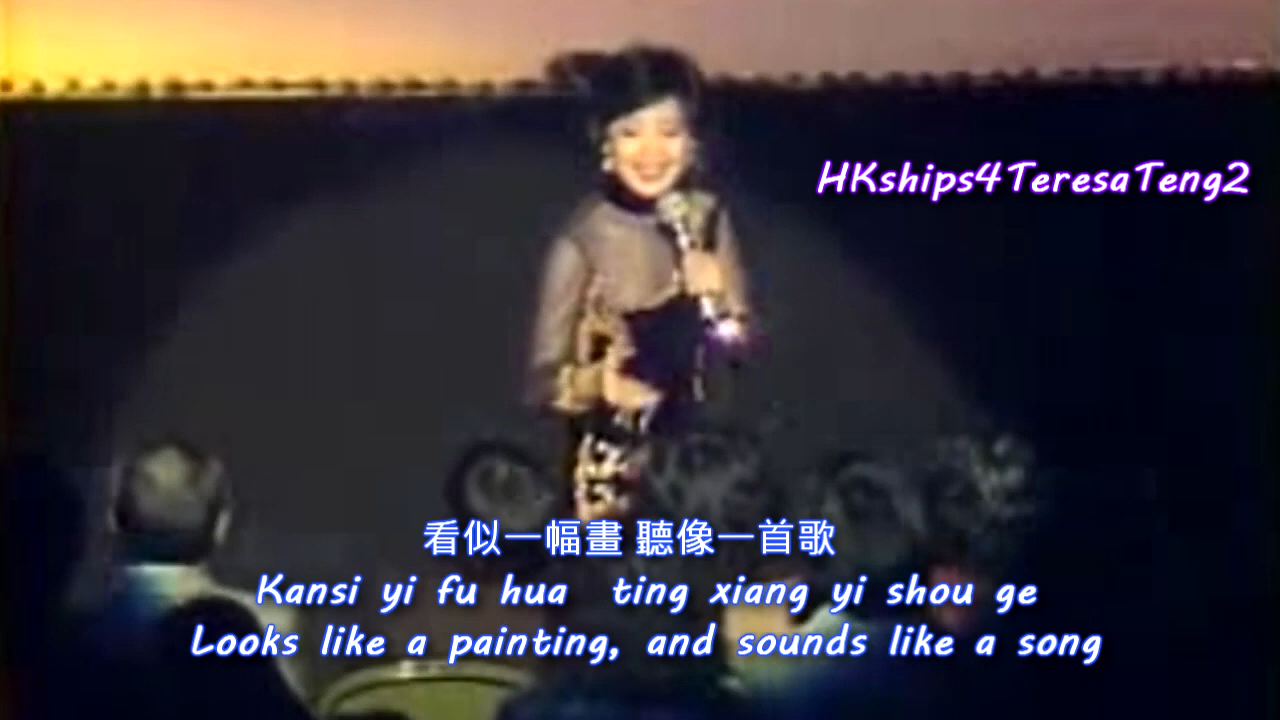 HKships4TeresaTeng2
看似一幅畫 聽像一首歌
Kansi yi fu hua ting xiang yi shou ge
Looks like a painting, and sounds like a song